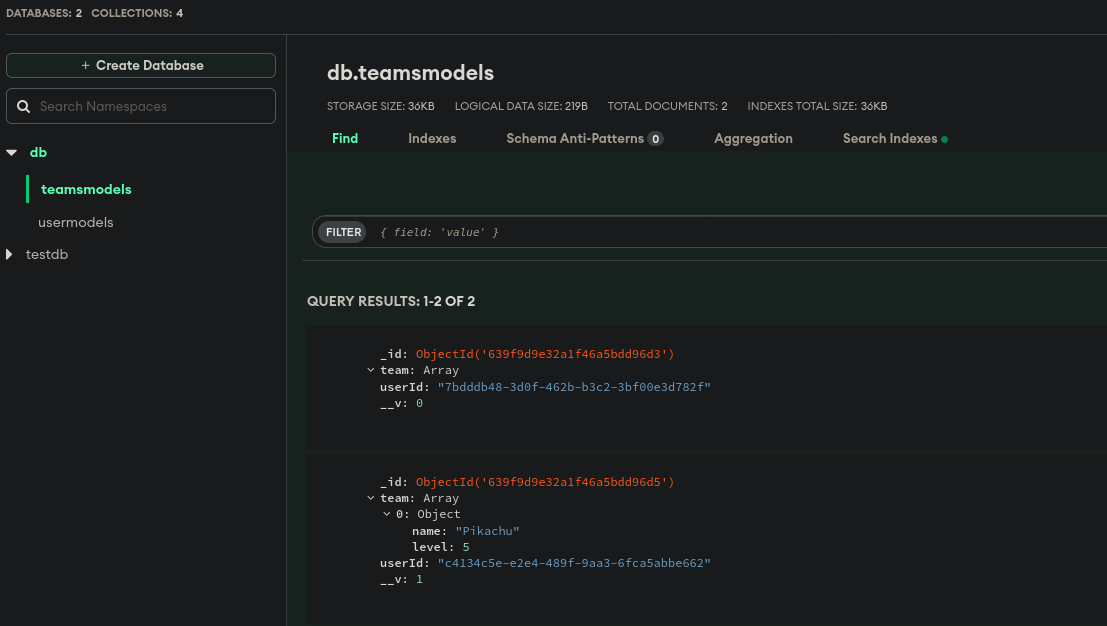 DATABASES: 2 COLLECTIONS: 4
+ Create Database
Search Namespaces
db
teamsmodels
usermodels
testdb
db.teamsmodels
STORAGE SIZE: 36KB LOGICAL DATA SIZE: 219B TOTAL DOCUMENTS: 2 INDEXES TOTAL SIZE: 36KB
Find Indexes Schema Anti-Patterns 0 Aggregation Search Indexes
FILTER { field: 'value' }
QUERY RESULTS: 1-2 OF 2
_id: ObjectId('639f9d9e32a1f46a5bdd96d3')
team: Array
userId: "7bdddb48-3d0f-462b-b3c2-3bf00e3d782f"
__v: 0
_id: ObjectId('639f9d9e32a1f46a5bdd96d5')
team: Array
0: Object
name: "Pikachu"
level: 5
userId: "c4134c5e-e2e4-489f-9aa3-6fca5abbe662"
__v: 1